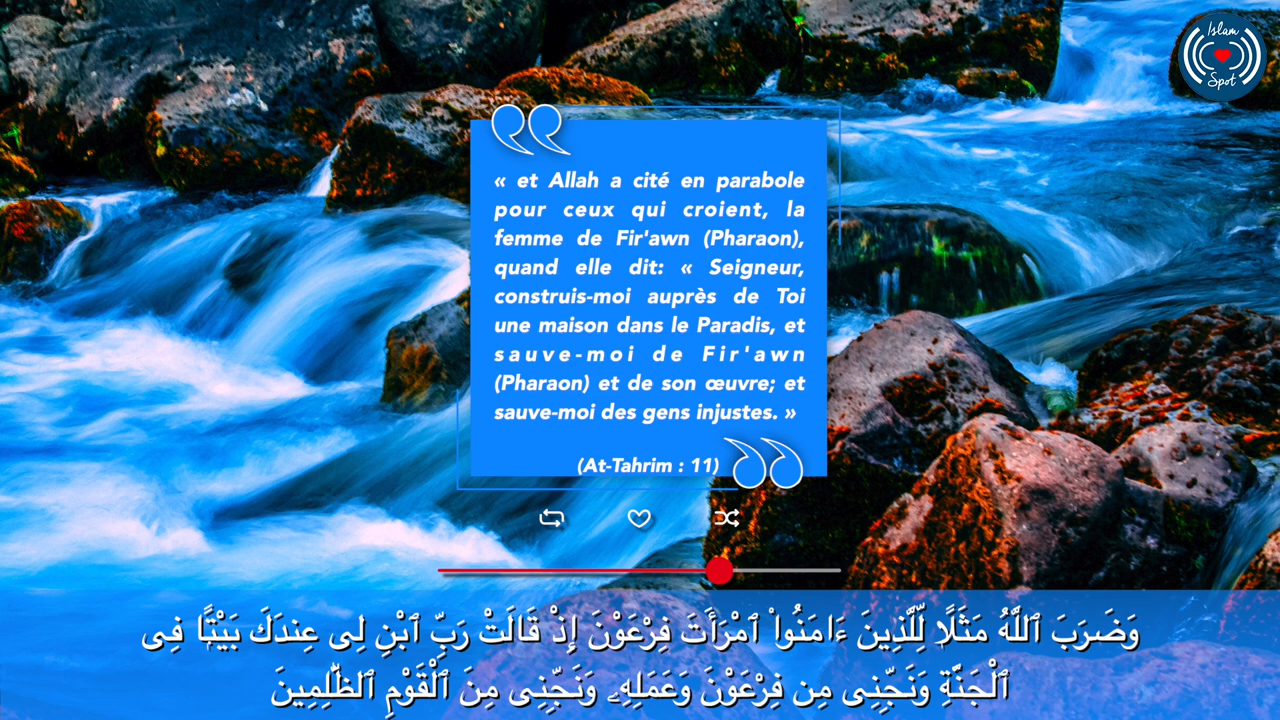 Islam
Spot
« et Allah a cité en parabole
pour ceux qui croient, la
femme de Fir'awn (Pharaon),
quand elle dit: « Seigneur,
construis-moi auprès de Toi
une maison dans le Paradis, et
sauve-moi de Fir'awn
(Pharaon) et de son œuvre; et
sauve-moi des gens injustes. »
(At-Tahrim : 11)
وَضَرَبَ ٱللَّهُ مَثَلًا لِّلَّذِينَ ءَامَنُوا۟ ٱمْرَأَتَ فِرْعَوْنَ إِذْ قَالَتْ رَبِّ ٱبْنِ لِى عِندَكَ بَيْتًا فِى
ٱلْجَنَّةِ وَنَجِّنِى مِن فِرْعَوْنَ وَعَمَلِهِۦ وَنَجِّنِى مِنَ ٱلْقَوْمِ ٱلظَّٰلِمِينَ